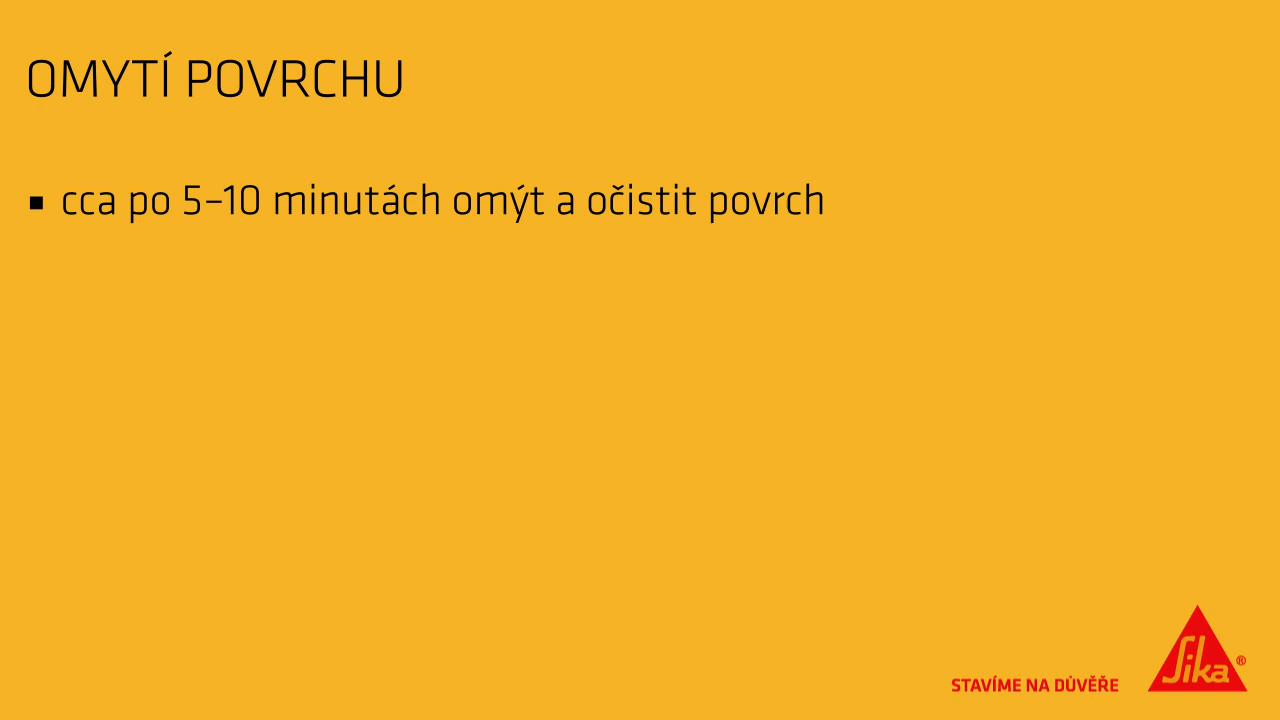 OMYTÍ POVRCHU
▪ cca po 5–10 minutách omýt a očistit povrch
STAVÍME NA DŮVĚŘE
Sika®